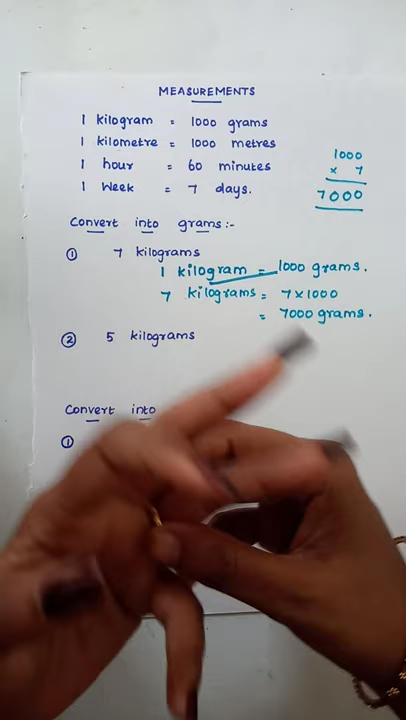 MEASUREMENTS
1 kilogram = 1000 grams
1 kilometre = 1000 metres
1 hour = 60 minutes
1 Week = 7 days.
1000
× 7
7000
Convert into grams:-
① 7 kilograms
1 kilogram = 1000 grams.
7 kilograms = 7×1000
= 7000 grams.
② 5 kilograms
Convert into
①